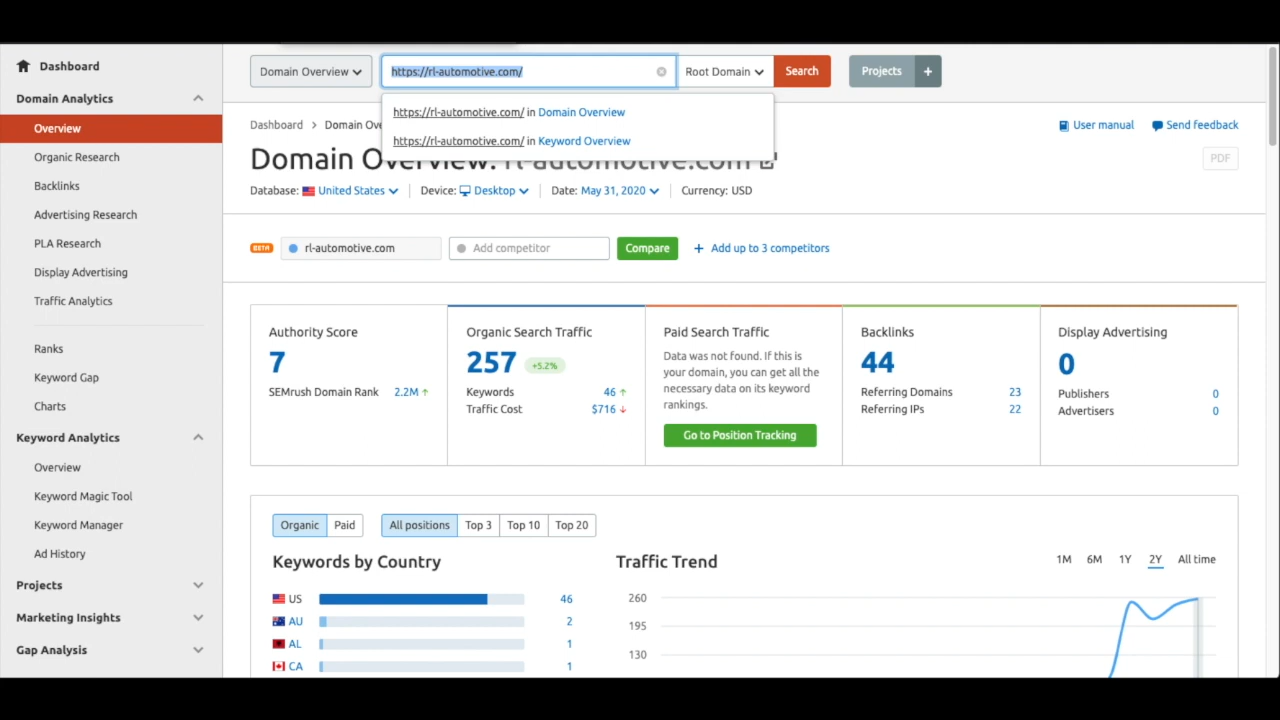 Dashboard
Domain Analytics
Overview
Organic Research
Backlinks
Advertising Research
PLA Research
Display Advertising
Traffic Analytics
Ranks
Keyword Gap
Charts
Keyword Analytics
Overview
Keyword Magic Tool
Keyword Manager
Ad History
Projects
Marketing Insights
Gap Analysis
Domain Overview https://rl-automotive.com/ Root Domain Search Projects +
https://rl-automotive.com/ in Domain Overview
https://rl-automotive.com/ in Keyword Overview
Dashboard > Domain Ove
User manual Send feedback
Domain Overview: rl-automotive.com
PDF
Database: United States Device: Desktop Date: May 31, 2020 Currency: USD
BETA rl-automotive.com Add competitor Compare + Add up to 3 competitors
Authority Score
7
SEMrush Domain Rank 2.2M ↑
Organic Search Traffic
257 +5.2%
Keywords 46 ↑
Traffic Cost $716 ↓
Paid Search Traffic
Data was not found. If this is
your domain, you can get all the
necessary data on its keyword
rankings.
Go to Position Tracking
Backlinks
44
Referring Domains 23
Referring IPs 22
Display Advertising
0
Publishers 0
Advertisers 0
Organic Paid All positions Top 3 Top 10 Top 20
Keywords by Country
US 46
AU 2
AL 1
CA 1
Traffic Trend
1M 6M 1Y 2Y All time
260
195
130